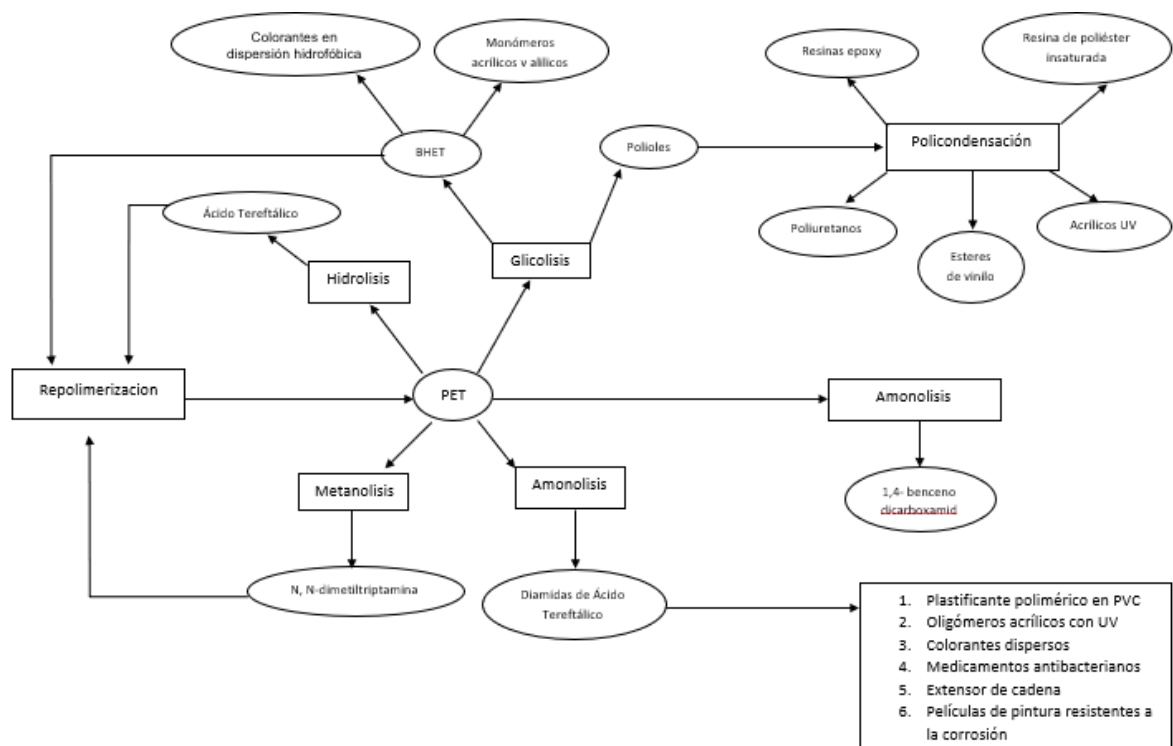 Colorantes en
dispersión hidrofóbica
Monómeros
acrílicos v alílicos
Resinas epoxy
Resina de poliéster
insaturada
BHET
Polioles
Policondensación
Ácido Tereftálico
Poliuretanos
Acrílicos UV
Glicolisis
Esteres
de vinilo
Hidrolisis
Repolimerizacion
PET
Amonolisis
Metanolisis
Amonolisis
1,4- benceno
dicarboxamid
N, N-dimetiltriptamina
Diamidas de Ácido
Tereftálico
1. Plastificante polimérico en PVC
2. Oligómeros acrílicos con UV
3. Colorantes dispersos
4. Medicamentos antibacterianos
5. Extensor de cadena
6. Películas de pintura resistentes a
la corrosión